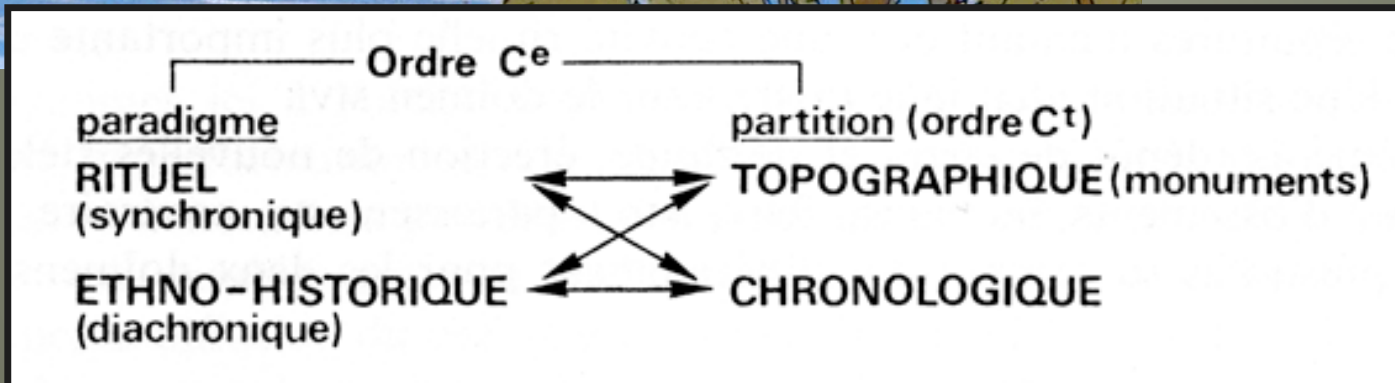 Ordre Cᵉ
paradigme partition (ordre Cᵗ)
RITUEL TOPOGRAPHIQUE (monuments)
(synchronique)
ETHNO-HISTORIQUE CHRONOLOGIQUE
(diachronique)